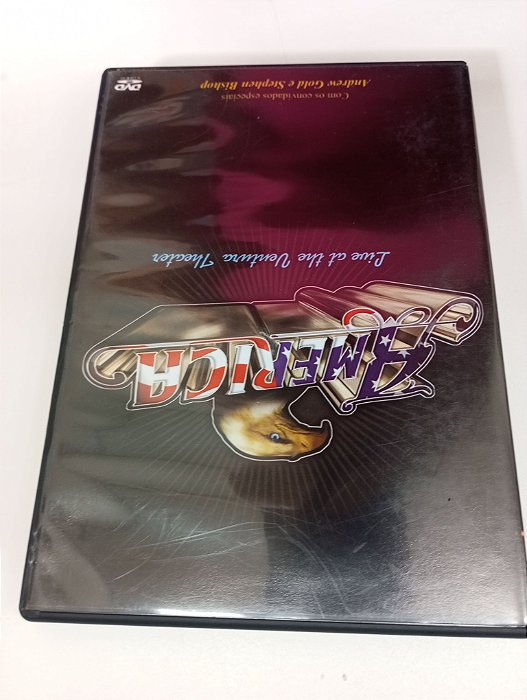 AMERICA
Live at the Ventura Theater
Com os convidados especiais
Andrew Gold e Stephen Bishop
DVD